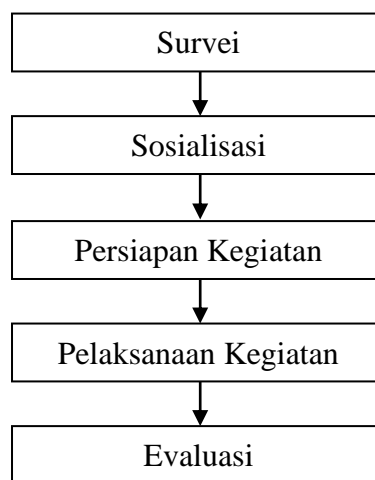 Survei
Sosialisasi
Persiapan Kegiatan
Pelaksanaan Kegiatan
Evaluasi